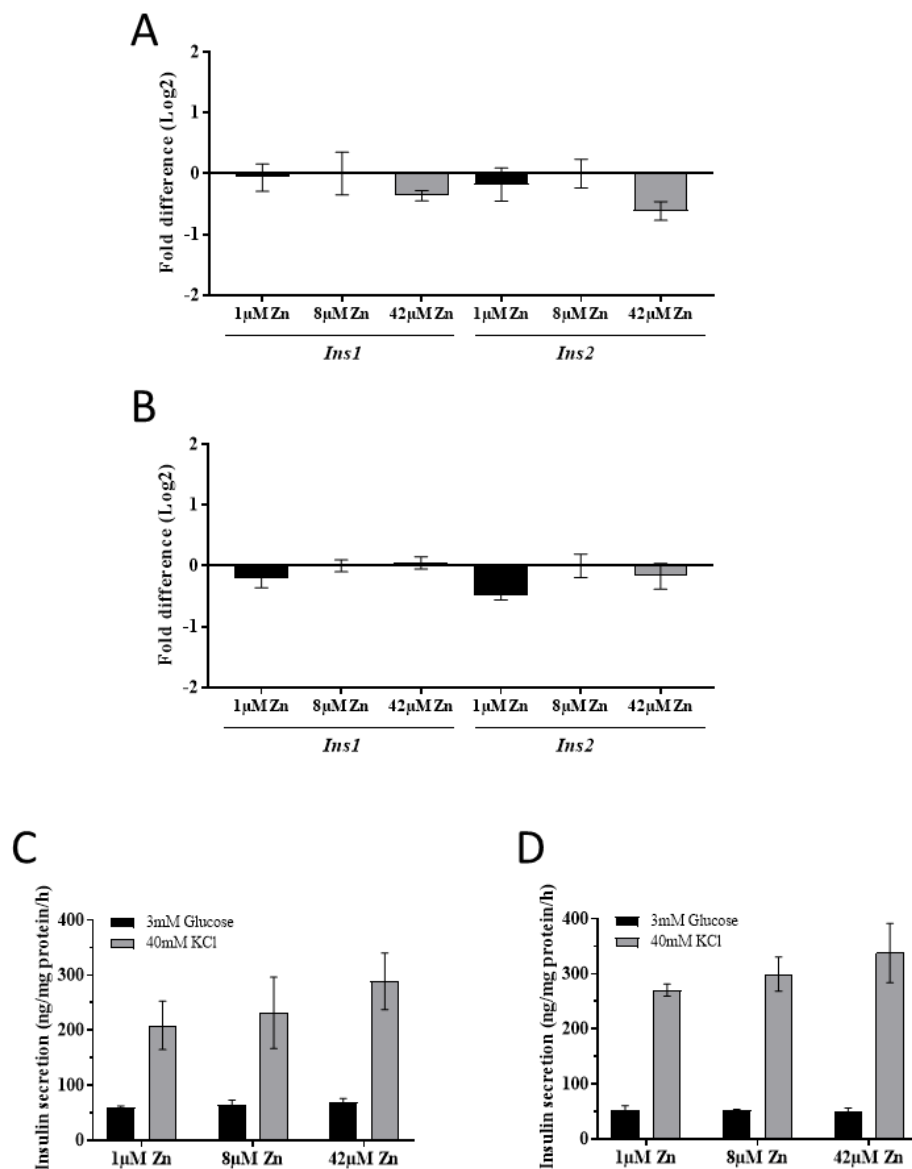 A
Fold difference (Log2)
2
1
0
-1
-2
1μM Zn 8μM Zn 42μM Zn 1μM Zn 8μM Zn 42μM Zn
Ins1 Ins2
B
Fold difference (Log2)
2
1
0
-1
-2
1μM Zn 8μM Zn 42μM Zn 1μM Zn 8μM Zn 42μM Zn
Ins1 Ins2
C
Insulin secretion (ng/mg protein/h)
3mM Glucose
40mM KCl
400
300
200
100
0
1μM Zn 8μM Zn 42μM Zn
D
Insulin secretion (ng/mg protein/h)
3mM Glucose
40mM KCl
400
300
200
100
0
1μM Zn 8μM Zn 42μM Zn